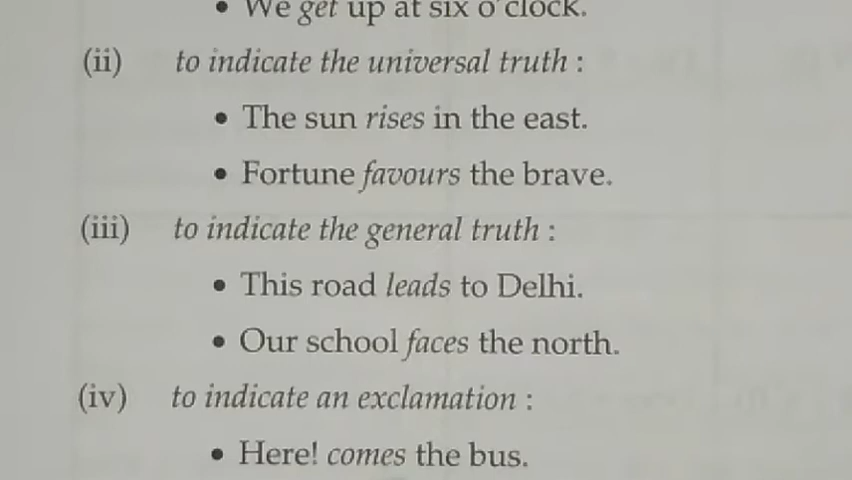 • We get up at six o'clock.
(ii) to indicate the universal truth :
• The sun rises in the east.
• Fortune favours the brave.
(iii) to indicate the general truth :
• This road leads to Delhi.
• Our school faces the north.
(iv) to indicate an exclamation :
• Here! comes the bus.